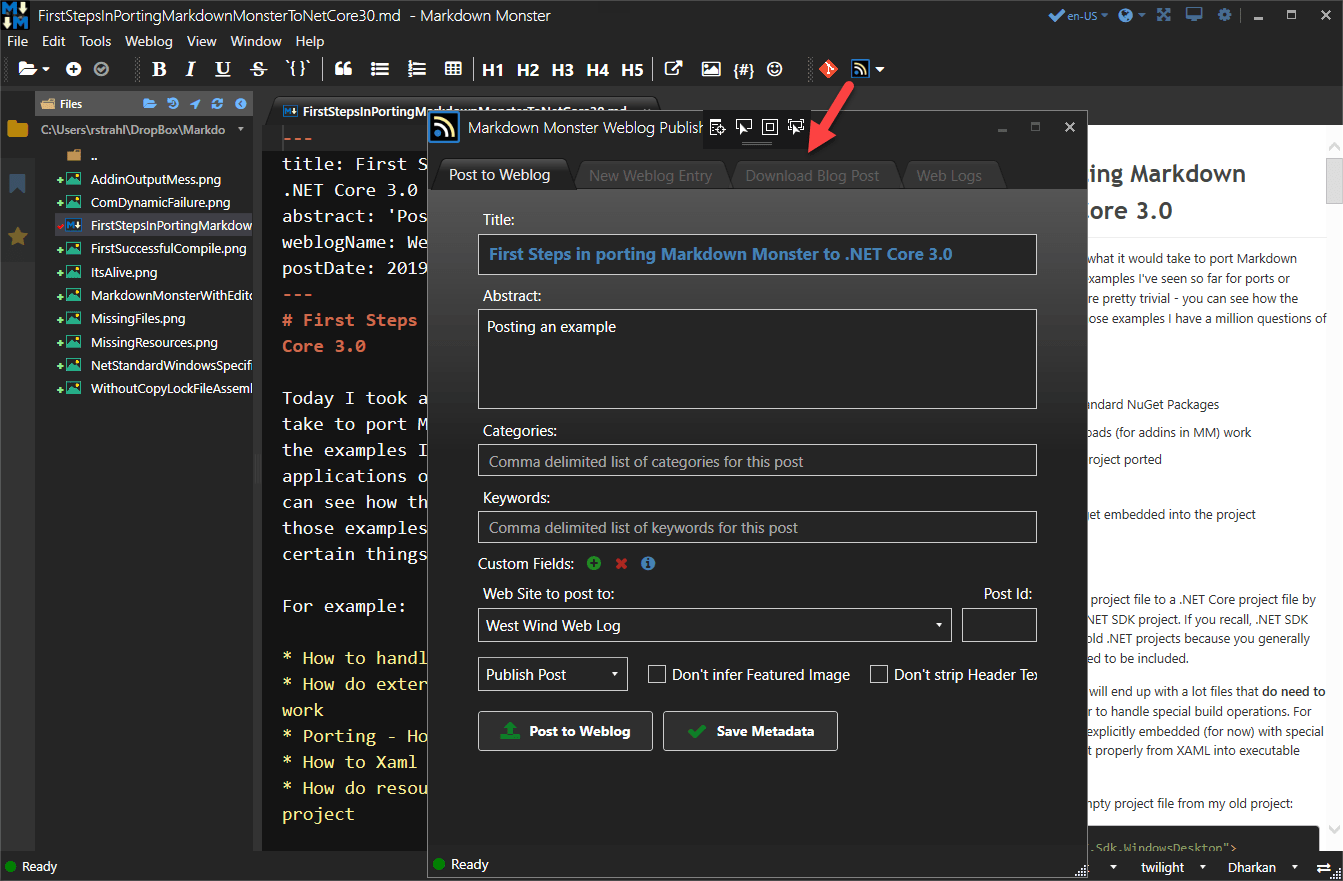 FirstStepsInPortingMarkdownMonsterToNetCore30.md - Markdown Monster
en-US
File Edit Tools Weblog View Window Help
B I U S `{}` H1 H2 H3 H4 H5 {#}
Files
C:\Users\rstrahl\DropBox\Markdo
..
AddinOutputMess.png
ComDynamicFailure.png
FirstStepsInPortingMarkdow
FirstSuccessfulCompile.png
ItsAlive.png
MarkdownMonsterWithEdito
MissingFiles.png
MissingResources.png
NetStandardWindowsSpecifi
WithoutCopyLockFileAssemb
FirstStepsInPortingMarkdownMonsterToNetCore30.md
---
title: First S
.NET Core 3.0
abstract: 'Pos
weblogName: We
postDate: 2019
---
# First Steps
Core 3.0
Today I took a
take to port M
the examples I
applications o
can see how th
those examples
certain things
For example:
* How to handl
* How do exter
work
* Porting - Ho
* How to Xaml
* How do resou
project
Markdown Monster Weblog Publish
Post to Weblog
New Weblog Entry
Download Blog Post
Web Logs
Title:
First Steps in porting Markdown Monster to .NET Core 3.0
Abstract:
Posting an example
Categories:
Comma delimited list of categories for this post
Keywords:
Comma delimited list of keywords for this post
Custom Fields:
Web Site to post to:
Post Id:
West Wind Web Log
Publish Post
Don't infer Featured Image
Don't strip Header Tex
Post to Weblog
Save Metadata
Ready
ting Markdown
Core 3.0
what it would take to port Markdown
xamples I've seen so far for ports or
re pretty trivial - you can see how the
ose examples I have a million questions of
andard NuGet Packages
oads (for addins in MM) work
roject ported
get embedded into the project
project file to a .NET Core project file by
NET SDK project. If you recall, .NET SDK
old .NET projects because you generally
ed to be included.
will end up with a lot files that do need to
r to handle special build operations. For
explicitly embedded (for now) with special
t properly from XAML into executable
mpty project file from my old project:
.Sdk.WindowsDesktop">
Ready
twilight
Dharkan